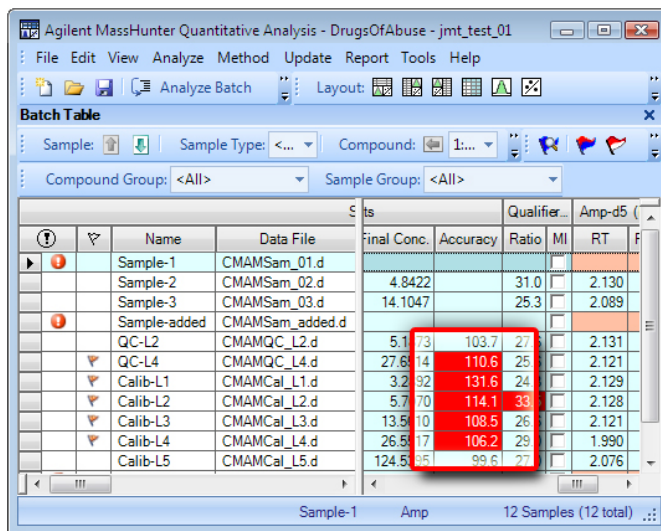 Agilent MassHunter Quantitative Analysis - DrugsOfAbuse - jmt_test_01
File Edit View Analyze Method Update Report Tools Help
Analyze Batch Layout:
Batch Table
Sample: Sample Type: <... Compound: 1:...
Compound Group: <All> Sample Group: <All>
Qualifier... Amp-d5 (
Name Data File Final Conc. Accuracy Ratio MI RT
Sample-1 CMAMSam_01.d
Sample-2 CMAMSam_02.d 4.8422 31.0 2.130
Sample-3 CMAMSam_03.d 14.1047 25.3 2.089
Sample-added CMAMSam_added.d
QC-L2 CMAMQC_L2.d 103.7 2.131
QC-L4 CMAMQC_L4.d 110.6 2.121
Calib-L1 CMAMCal_L1.d 131.6 2.129
Calib-L2 CMAMCal_L2.d 114.1 2.128
Calib-L3 CMAMCal_L3.d 108.5 2.121
Calib-L4 CMAMCal_L4.d 106.2 1.990
Calib-L5 CMAMCal_L5.d 99.6 2.076
Sample-1 Amp 12 Samples (12 total)